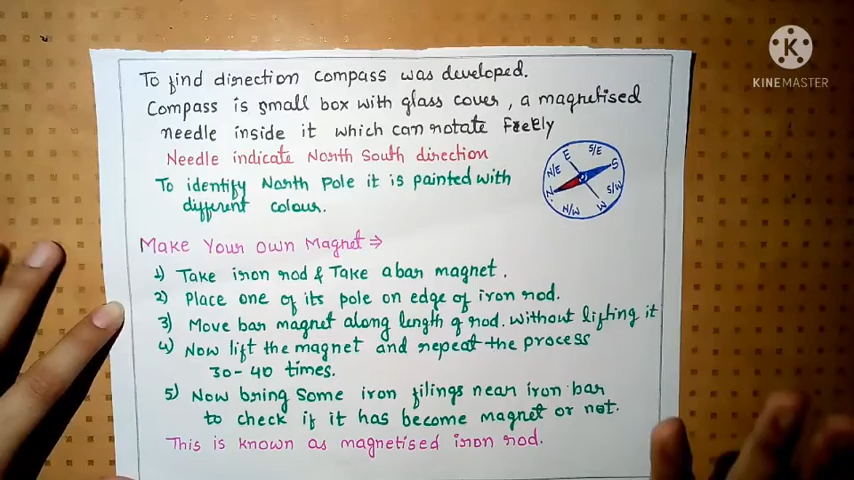 To find direction Compass was developed.
Compass is small box with glass cover, a magnetised
needle inside it which can rotate freely
Needle indicate North South direction
To identify North Pole it is painted with
different colour.
E
S/E
N/E
S
N
S/W
N/W
W
Make Your own Magnet ⇒
1) Take iron rod & Take a bar magnet.
2) Place one of its pole on edge of iron rod.
3) Move bar magnet along length of rod. without lifting it
4) Now lift the magnet and repeat the process
30-40 times.
5) Now bring some iron filings near iron bar
to check if it has become magnet or not.
This is known as magnetised iron rod.
K
KINEMASTER